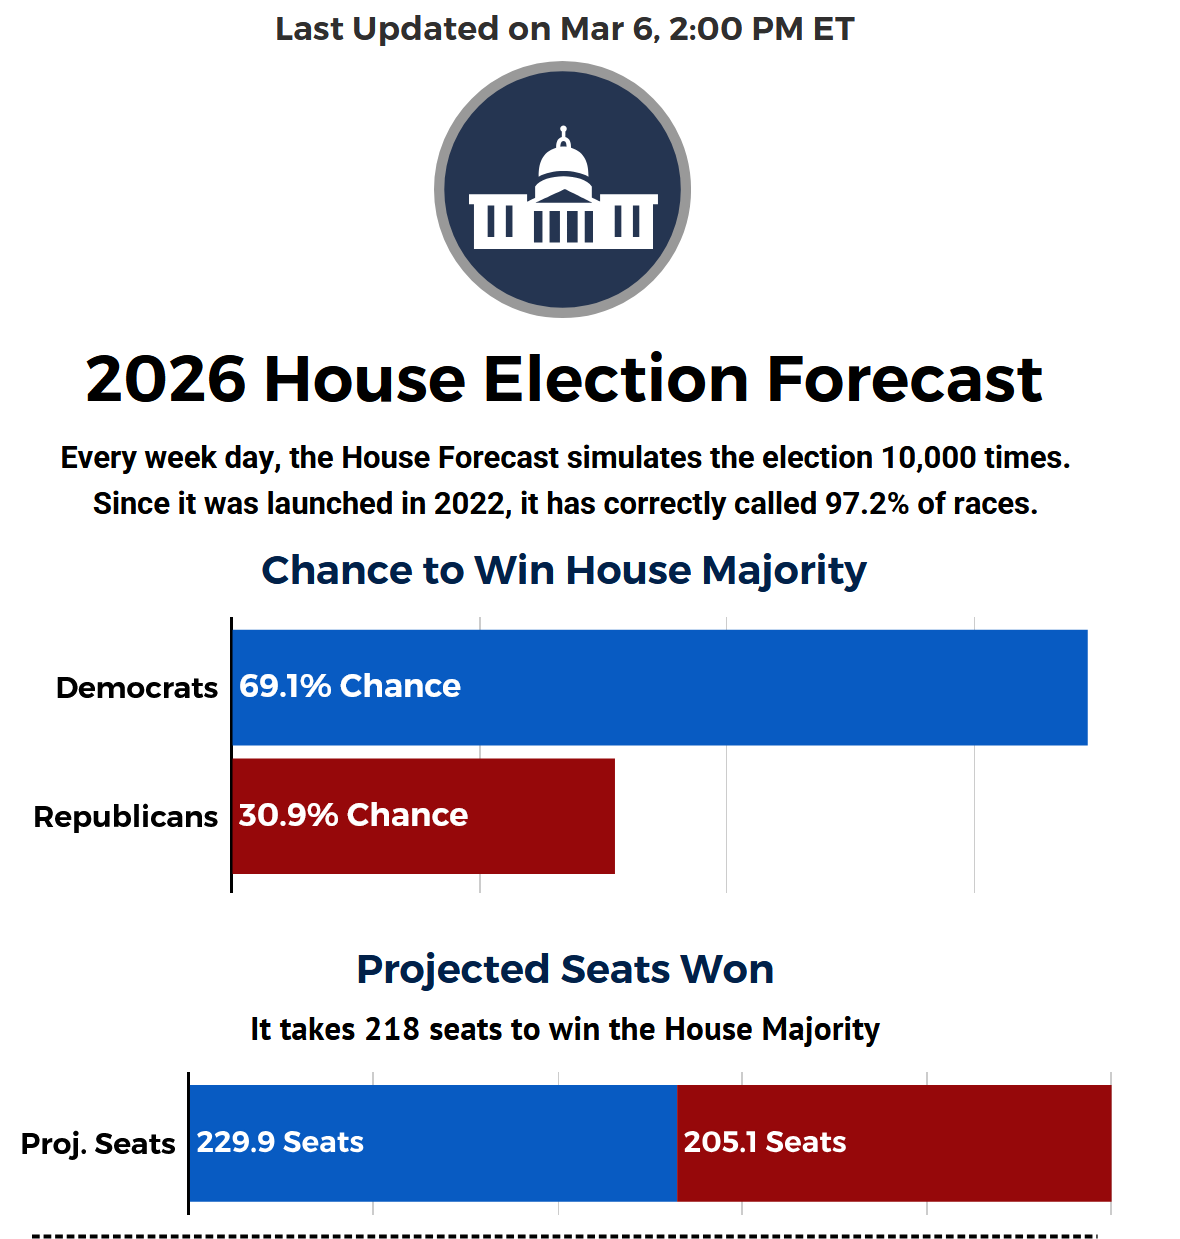 Last Updated on Mar 6, 2:00 PM ET
2026 House Election Forecast
Every week day, the House Forecast simulates the election 10,000 times.
Since it was launched in 2022, it has correctly called 97.2% of races.
Chance to Win House Majority
Democrats 69.1% Chance
Republicans 30.9% Chance
Projected Seats Won
It takes 218 seats to win the House Majority
Proj. Seats 229.9 Seats 205.1 Seats